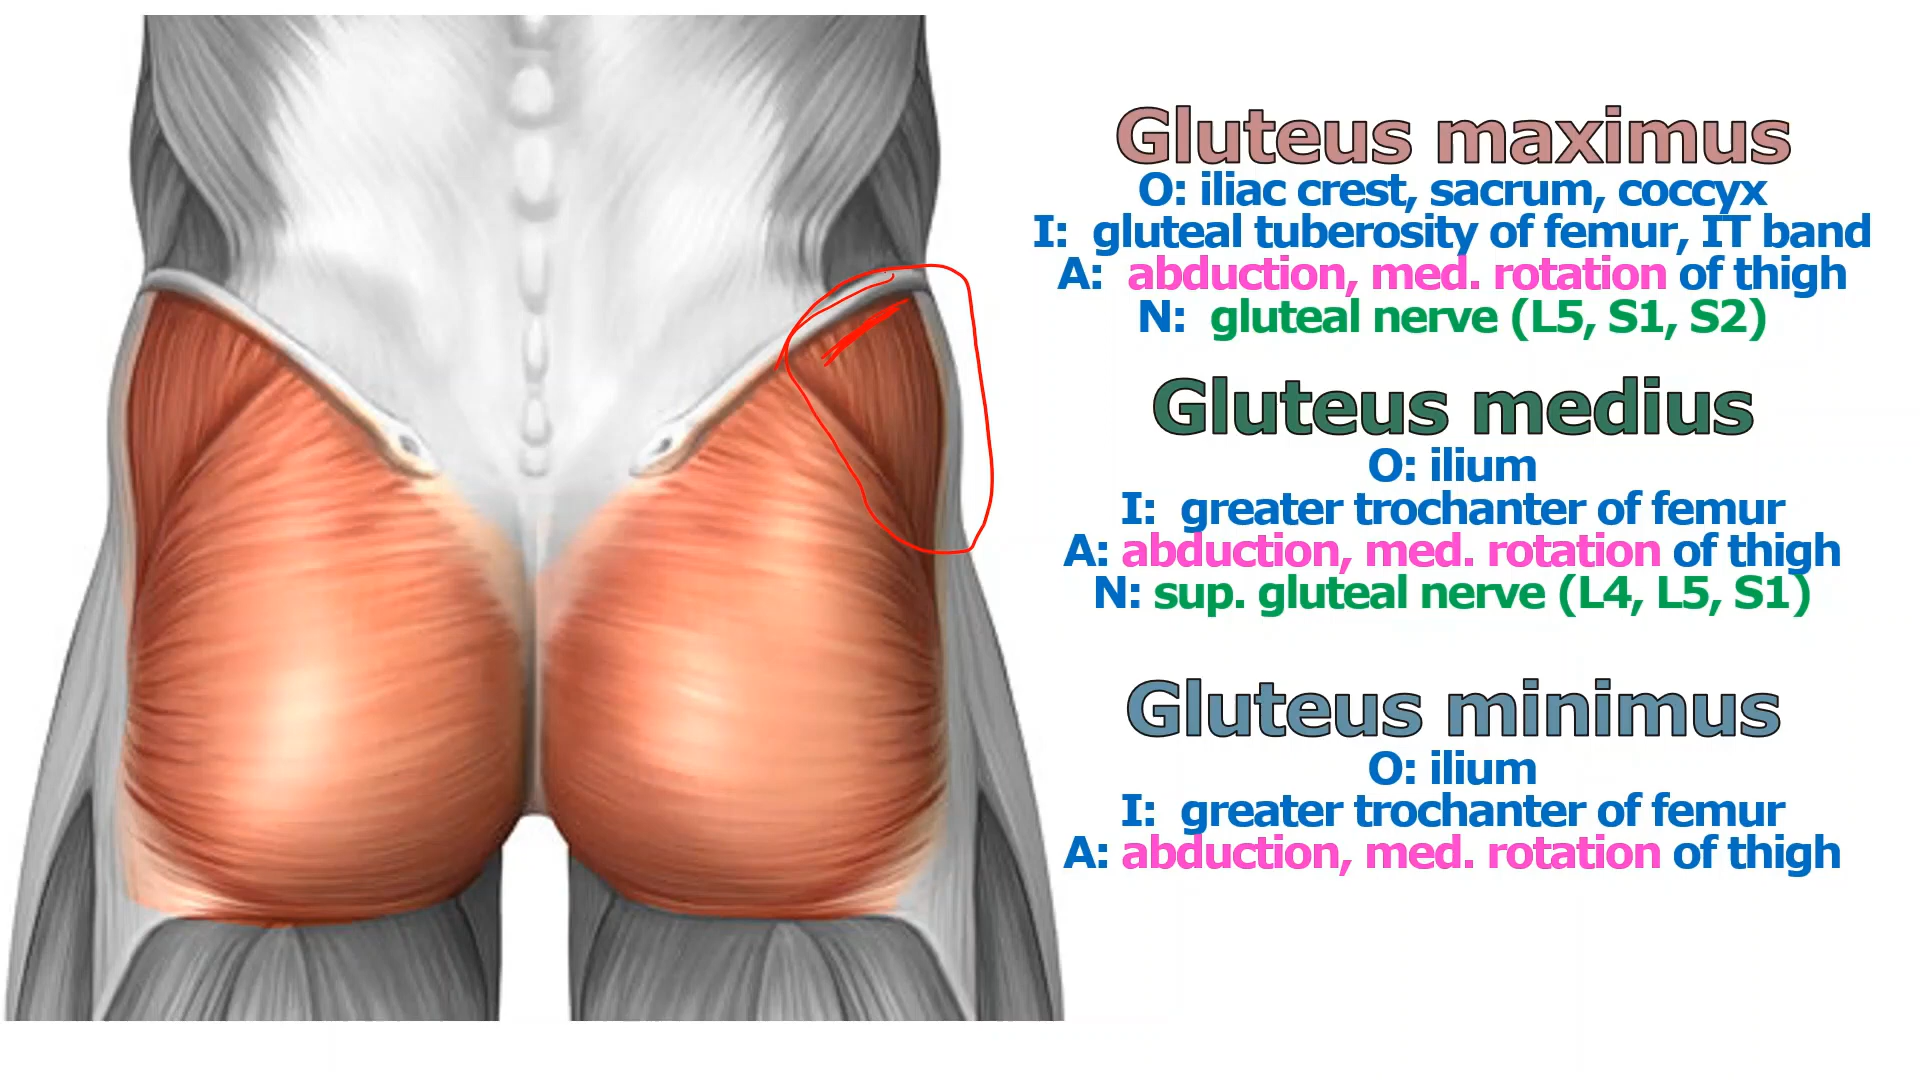 Gluteus maximus
O: iliac crest, sacrum, coccyx
I: gluteal tuberosity of femur, IT band
A: abduction, med. rotation of thigh
N: gluteal nerve (L5, S1, S2)
Gluteus medius
O: ilium
I: greater trochanter of femur
A: abduction, med. rotation of thigh
N: sup. gluteal nerve (L4, L5, S1)
Gluteus minimus
O: ilium
I: greater trochanter of femur
A: abduction, med. rotation of thigh